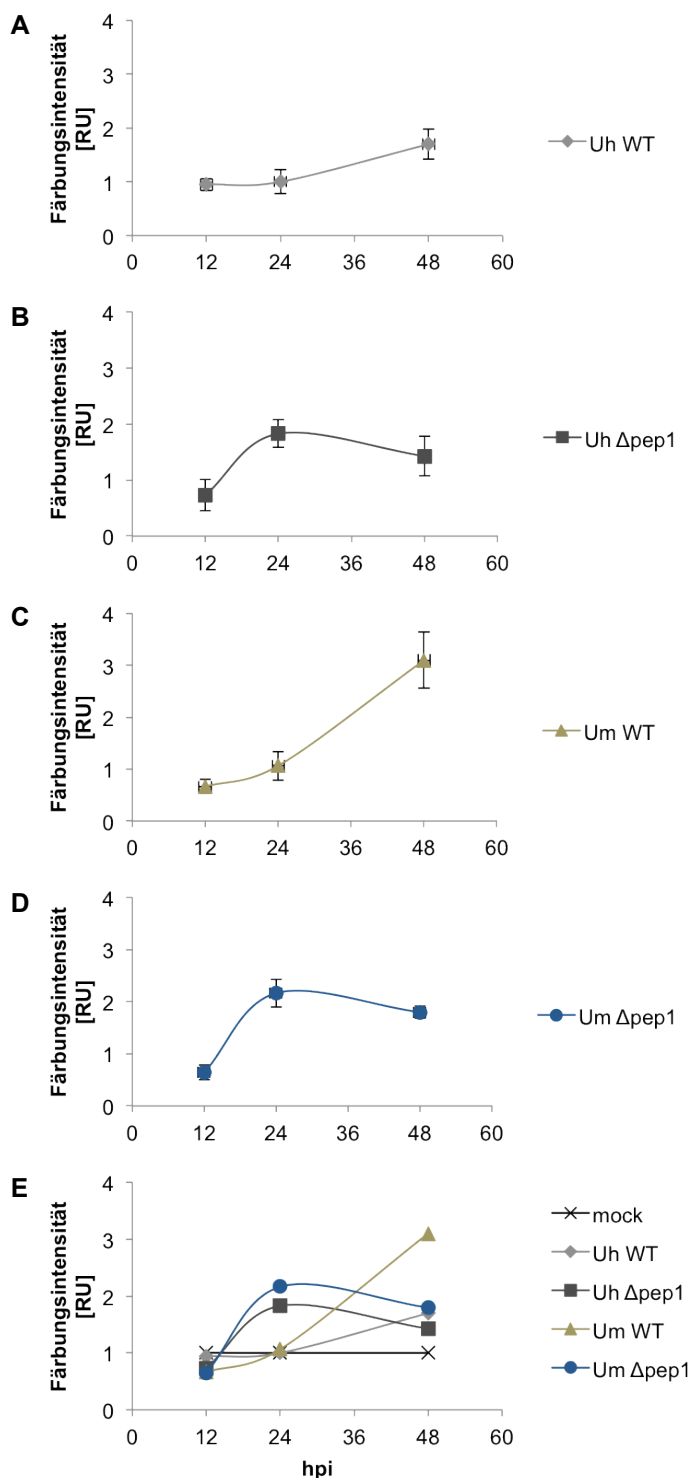 A
Färbungsintensität
[RU]
4
3
2
1
0
0 12 24 36 48 60
Uh WT
B
Färbungsintensität
[RU]
4
3
2
1
0
0 12 24 36 48 60
Uh Δpep1
C
Färbungsintensität
[RU]
4
3
2
1
0
0 12 24 36 48 60
Um WT
D
Färbungsintensität
[RU]
4
3
2
1
0
0 12 24 36 48 60
Um Δpep1
E
Färbungsintensität
[RU]
4
3
2
1
0
0 12 24 36 48 60
hpi
mock
Uh WT
Uh Δpep1
Um WT
Um Δpep1